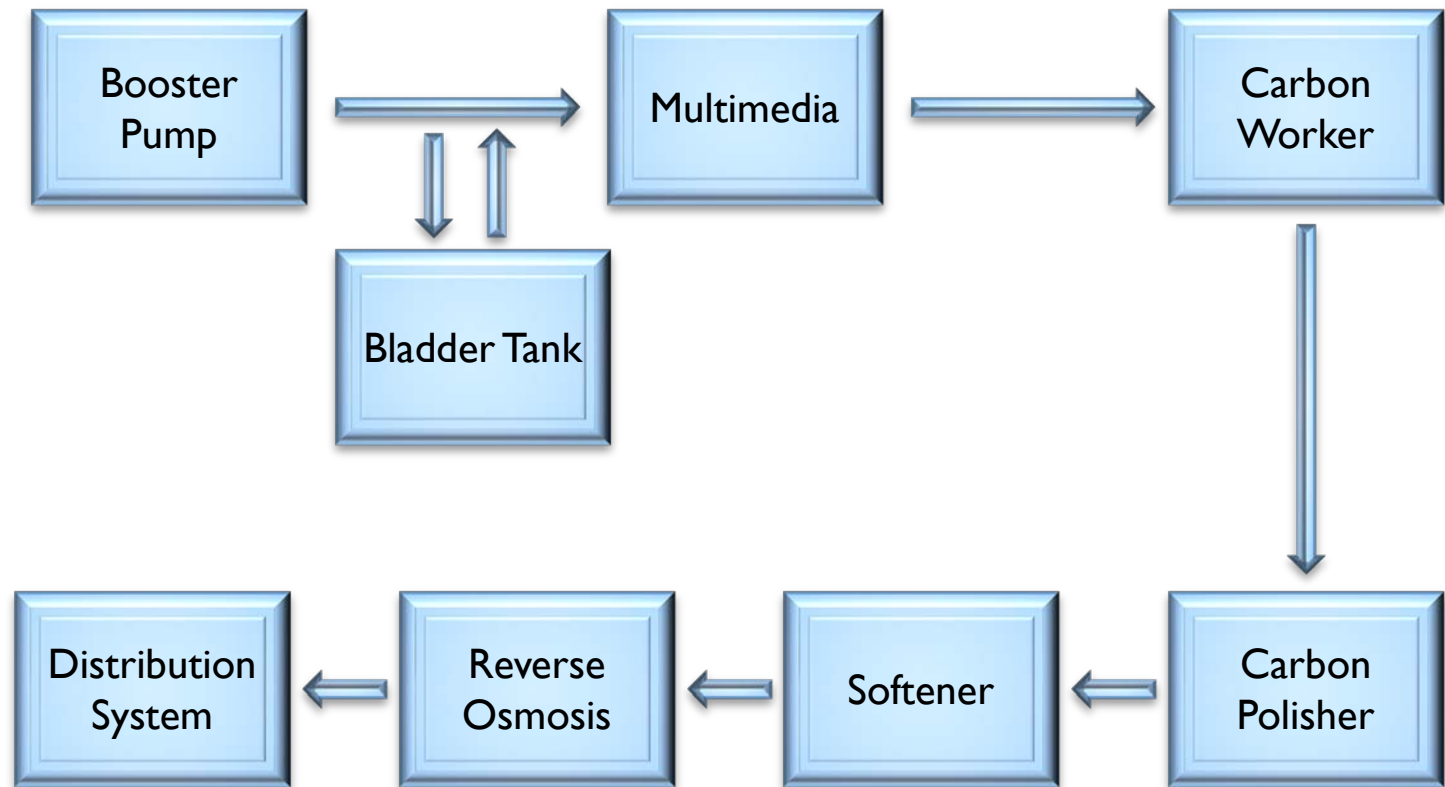 Booster
Pump
Multimedia
Carbon
Worker
Bladder Tank
Distribution
System
Reverse
Osmosis
Softener
Carbon
Polisher